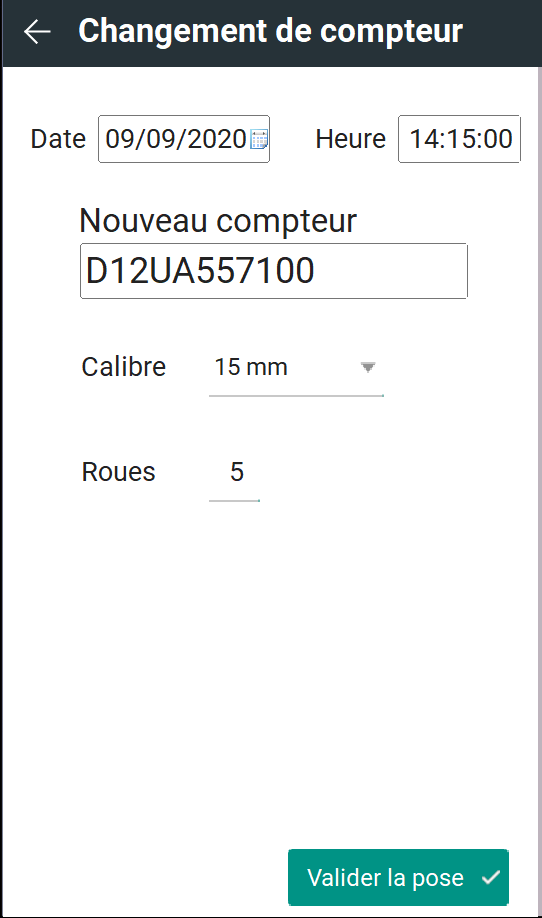 Changement de compteur
Date 09/09/2020 Heure 14:15:00
Nouveau compteur
D12UA557100
Calibre 15 mm
Roues 5
Valider la pose